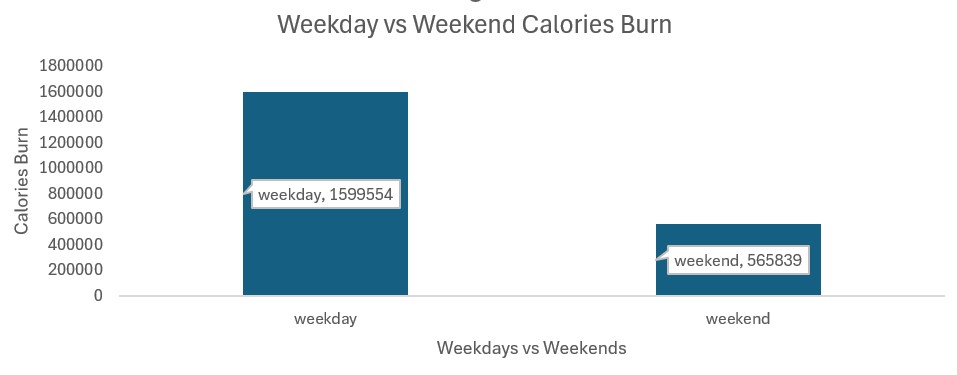 Weekday vs Weekend Calories Burn
1800000
1600000
1400000
1200000
1000000
800000
600000
400000
200000
0
Calories Burn
weekday, 1599554
weekend, 565839
weekday
weekend
Weekdays vs Weekends